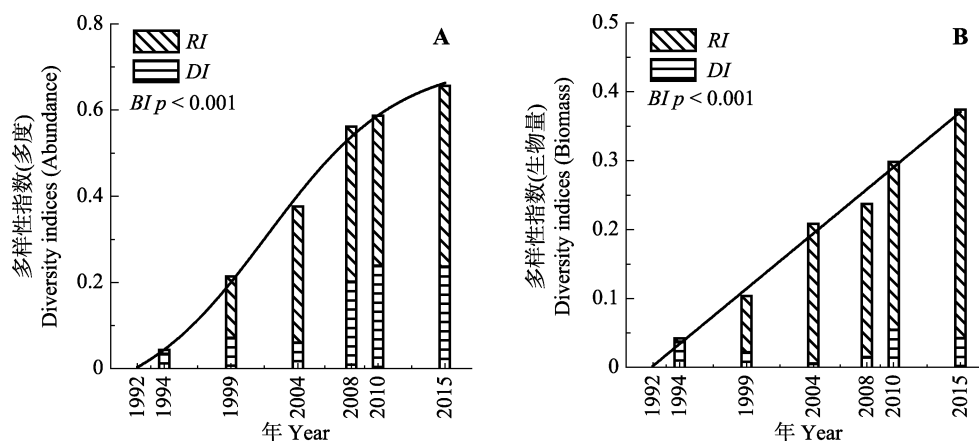 A
RI
DI
BI p < 0.001
多样性指数(多度)
Diversity indices (Abundance)
0.8
0.6
0.4
0.2
0
1992
1994
1999
2004
2008
2010
2015
年 Year
B
RI
DI
BI p < 0.001
多样性指数(生物量)
Diversity indices (Biomass)
0.5
0.4
0.3
0.2
0.1
0
1992
1994
1999
2004
2008
2010
2015
年 Year